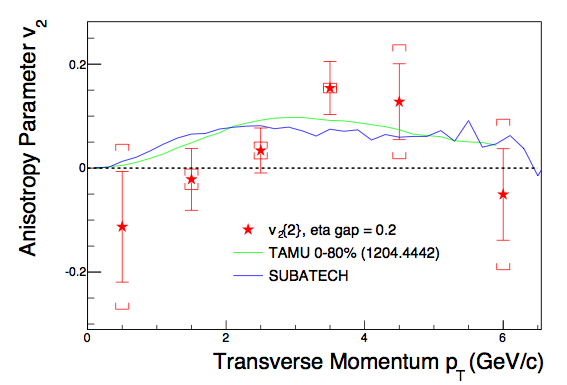 Anisotropy Parameter v2
0.2
0
-0.2
v2{2}, eta gap = 0.2
TAMU 0-80% (1204.4442)
SUBATECH
0 2 4 6
Transverse Momentum pT (GeV/c)